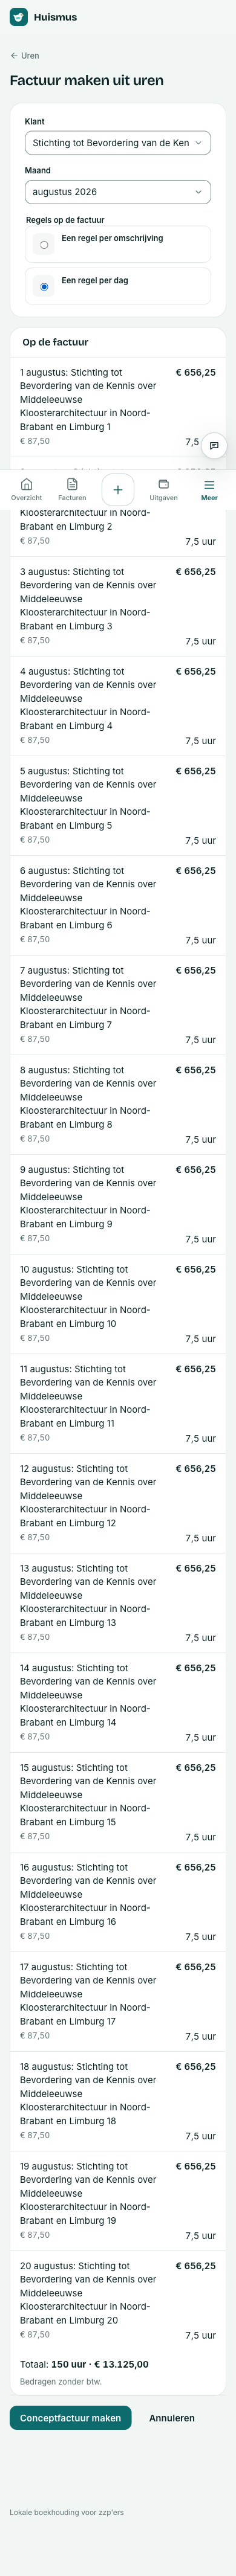 Huismus
← Uren
Factuur maken uit uren
Klant
Stichting tot Bevordering van de Ken
Maand
augustus 2026
Regels op de factuur
Een regel per omschrijving
Een regel per dag
Op de factuur
1 augustus: Stichting tot € 656,25
Bevordering van de Kennis over
Middeleeuwse
Kloosterarchitectuur in Noord-
Brabant en Limburg 1
€ 87,50 7,5
Overzicht Facturen + Uitgaven Meer
Kloosterarchitectuur in Noord-
Brabant en Limburg 2
€ 87,50 7,5 uur
3 augustus: Stichting tot € 656,25
Bevordering van de Kennis over
Middeleeuwse
Kloosterarchitectuur in Noord-
Brabant en Limburg 3
€ 87,50 7,5 uur
4 augustus: Stichting tot € 656,25
Bevordering van de Kennis over
Middeleeuwse
Kloosterarchitectuur in Noord-
Brabant en Limburg 4
€ 87,50 7,5 uur
5 augustus: Stichting tot € 656,25
Bevordering van de Kennis over
Middeleeuwse
Kloosterarchitectuur in Noord-
Brabant en Limburg 5
€ 87,50 7,5 uur
6 augustus: Stichting tot € 656,25
Bevordering van de Kennis over
Middeleeuwse
Kloosterarchitectuur in Noord-
Brabant en Limburg 6
€ 87,50 7,5 uur
7 augustus: Stichting tot € 656,25
Bevordering van de Kennis over
Middeleeuwse
Kloosterarchitectuur in Noord-
Brabant en Limburg 7
€ 87,50 7,5 uur
8 augustus: Stichting tot € 656,25
Bevordering van de Kennis over
Middeleeuwse
Kloosterarchitectuur in Noord-
Brabant en Limburg 8
€ 87,50 7,5 uur
9 augustus: Stichting tot € 656,25
Bevordering van de Kennis over
Middeleeuwse
Kloosterarchitectuur in Noord-
Brabant en Limburg 9
€ 87,50 7,5 uur
10 augustus: Stichting tot € 656,25
Bevordering van de Kennis over
Middeleeuwse
Kloosterarchitectuur in Noord-
Brabant en Limburg 10
€ 87,50 7,5 uur
11 augustus: Stichting tot € 656,25
Bevordering van de Kennis over
Middeleeuwse
Kloosterarchitectuur in Noord-
Brabant en Limburg 11
€ 87,50 7,5 uur
12 augustus: Stichting tot € 656,25
Bevordering van de Kennis over
Middeleeuwse
Kloosterarchitectuur in Noord-
Brabant en Limburg 12
€ 87,50 7,5 uur
13 augustus: Stichting tot € 656,25
Bevordering van de Kennis over
Middeleeuwse
Kloosterarchitectuur in Noord-
Brabant en Limburg 13
€ 87,50 7,5 uur
14 augustus: Stichting tot € 656,25
Bevordering van de Kennis over
Middeleeuwse
Kloosterarchitectuur in Noord-
Brabant en Limburg 14
€ 87,50 7,5 uur
15 augustus: Stichting tot € 656,25
Bevordering van de Kennis over
Middeleeuwse
Kloosterarchitectuur in Noord-
Brabant en Limburg 15
€ 87,50 7,5 uur
16 augustus: Stichting tot € 656,25
Bevordering van de Kennis over
Middeleeuwse
Kloosterarchitectuur in Noord-
Brabant en Limburg 16
€ 87,50 7,5 uur
17 augustus: Stichting tot € 656,25
Bevordering van de Kennis over
Middeleeuwse
Kloosterarchitectuur in Noord-
Brabant en Limburg 17
€ 87,50 7,5 uur
18 augustus: Stichting tot € 656,25
Bevordering van de Kennis over
Middeleeuwse
Kloosterarchitectuur in Noord-
Brabant en Limburg 18
€ 87,50 7,5 uur
19 augustus: Stichting tot € 656,25
Bevordering van de Kennis over
Middeleeuwse
Kloosterarchitectuur in Noord-
Brabant en Limburg 19
€ 87,50 7,5 uur
20 augustus: Stichting tot € 656,25
Bevordering van de Kennis over
Middeleeuwse
Kloosterarchitectuur in Noord-
Brabant en Limburg 20
€ 87,50 7,5 uur
Totaal: 150 uur · € 13.125,00
Bedragen zonder btw.
Conceptfactuur maken Annuleren
Lokale boekhouding voor zzp'ers